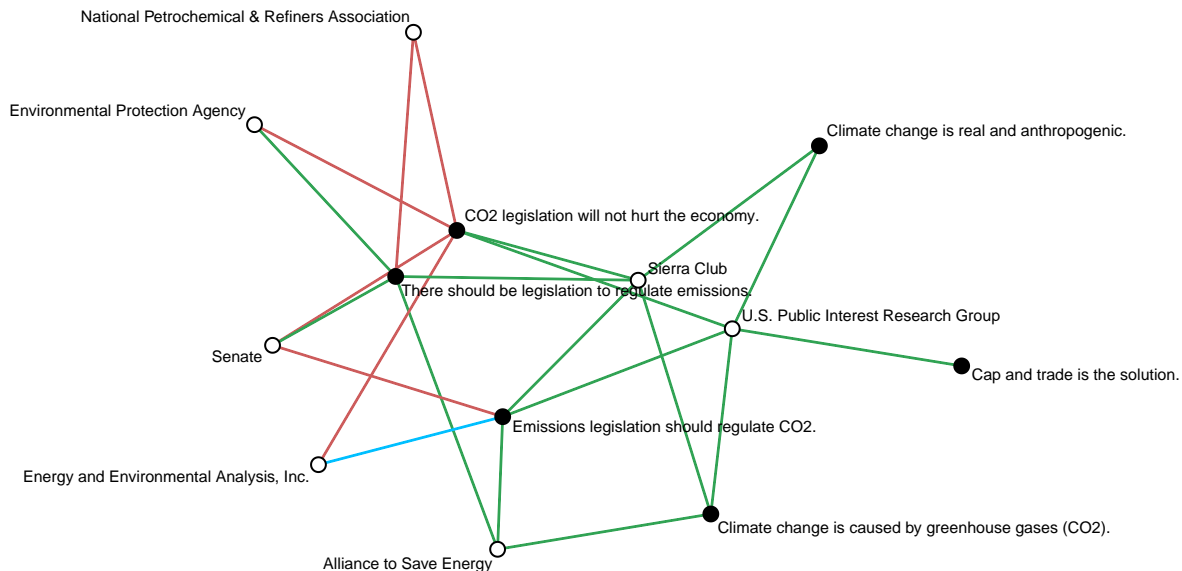 National Petrochemical & Refiners Association
Environmental Protection Agency
Climate change is real and anthropogenic.
CO2 legislation will not hurt the economy.
Sierra Club
There should be legislation to regulate emissions.
U.S. Public Interest Research Group
Senate
Cap and trade is the solution.
Emissions legislation should regulate CO2.
Energy and Environmental Analysis, Inc.
Climate change is caused by greenhouse gases (CO2).
Alliance to Save Energy